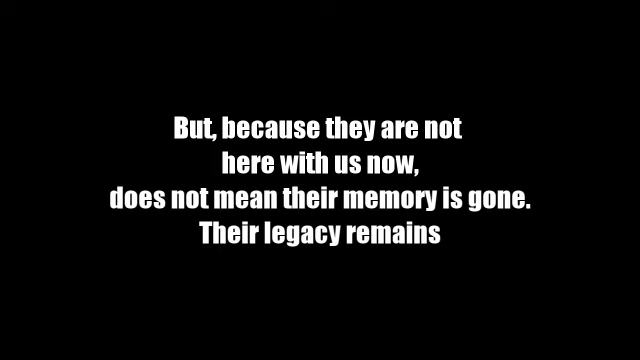 But, because they are not
here with us now,
does not mean their memory is gone.
Their legacy remains